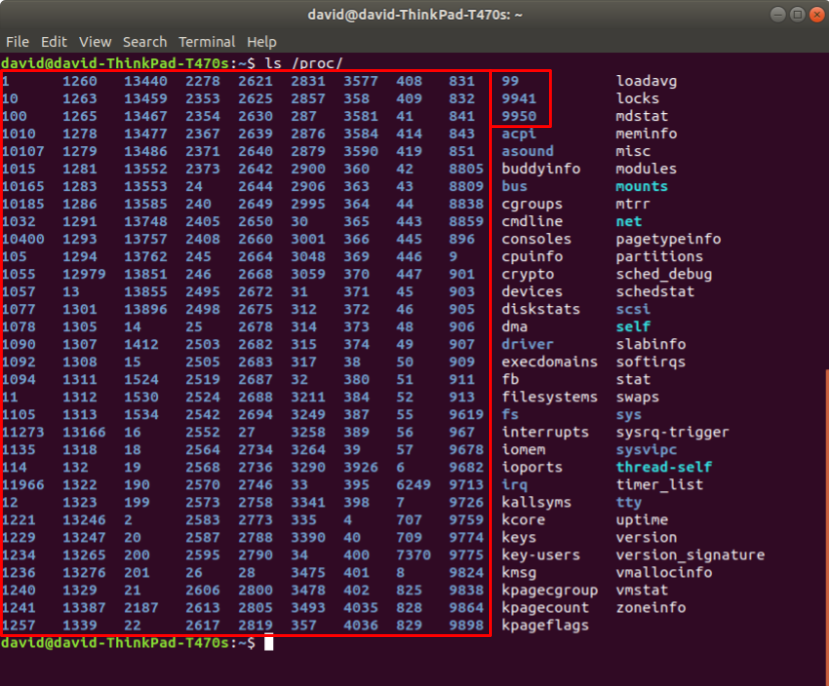 david@david-ThinkPad-T470s: ~
File Edit View Search Terminal Help
david@david-ThinkPad-T470s:~$ ls /proc/
1 1260 13440 2278 2621 2831 3577 408 831 99 loadavg
10 1263 13459 2353 2625 2857 358 409 832 9941 locks
100 1265 13467 2354 2630 287 3581 41 841 9950 mdstat
1010 1278 13477 2367 2639 2876 3584 414 843 acpi meminfo
10107 1279 13486 2371 2640 2879 3590 419 851 asound misc
1015 1281 13552 2373 2642 2900 360 42 8805 buddyinfo modules
10165 1283 13553 24 2644 2906 363 43 8809 bus mounts
10185 1286 13585 240 2649 2995 364 44 8838 cgroups mtrr
1032 1291 13748 2405 2650 30 365 443 8859 cmdline net
10400 1293 13757 2408 2660 3001 366 445 896 consoles pagetypeinfo
105 1294 13762 245 2664 3048 369 446 9 cpuinfo partitions
1055 12979 13851 246 2668 3059 370 447 901 crypto sched_debug
1057 13 13855 2495 2672 31 371 45 903 devices schedstat
1077 1301 13896 2498 2675 312 372 46 905 diskstats scsi
1078 1305 14 25 2678 314 373 48 906 dma self
1090 1307 1412 2503 2682 315 374 49 907 driver slabinfo
1092 1308 15 2505 2683 317 38 50 909 execdomains softirqs
1094 1311 1524 2519 2687 32 380 51 911 fb stat
11 1312 1530 2524 2688 3211 384 52 913 filesystems swaps
1105 1313 1534 2542 2694 3249 387 55 9619 fs sys
11273 13166 16 2552 27 3258 389 56 967 interrupts sysrq-trigger
1135 1318 18 2564 2734 3264 39 57 9678 iomem sysvipc
114 132 19 2568 2736 3290 3926 6 9682 ioports thread-self
11966 1322 190 2570 2746 33 395 6249 9713 irq timer_list
12 1323 199 2573 2758 3341 398 7 9726 kallsyms tty
1221 13246 2 2583 2773 335 4 707 9759 kcore uptime
1229 13247 20 2587 2788 3390 40 709 9774 keys version
1234 13265 200 2595 2790 34 400 7370 9775 key-users version_signature
1236 13276 201 26 28 3475 401 8 9824 kmsg vmallocinfo
1240 1329 21 2606 2800 3478 402 825 9838 kpagecgroup vmstat
1241 13387 2187 2613 2805 3493 4035 828 9864 kpagecount zoneinfo
1257 1339 22 2617 2819 357 4036 829 9898 kpageflags
david@david-ThinkPad-T470s:~$